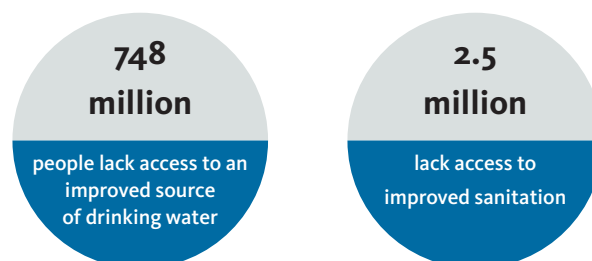 748
million
people lack access to an
improved source
of drinking water
2.5
million
lack access to
improved sanitation